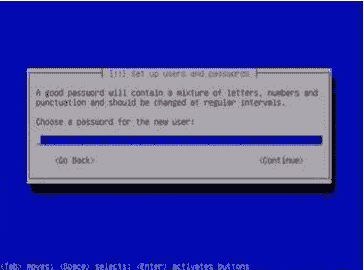 [!!] Set up users and passwords
A good password will contain a mixture of letters, numbers and
punctuation and should be changed at regular intervals.
Choose a password for the new user:
<Go Back> <Continue>
<Tab> moves; <Space> selects; <Enter> activates buttons